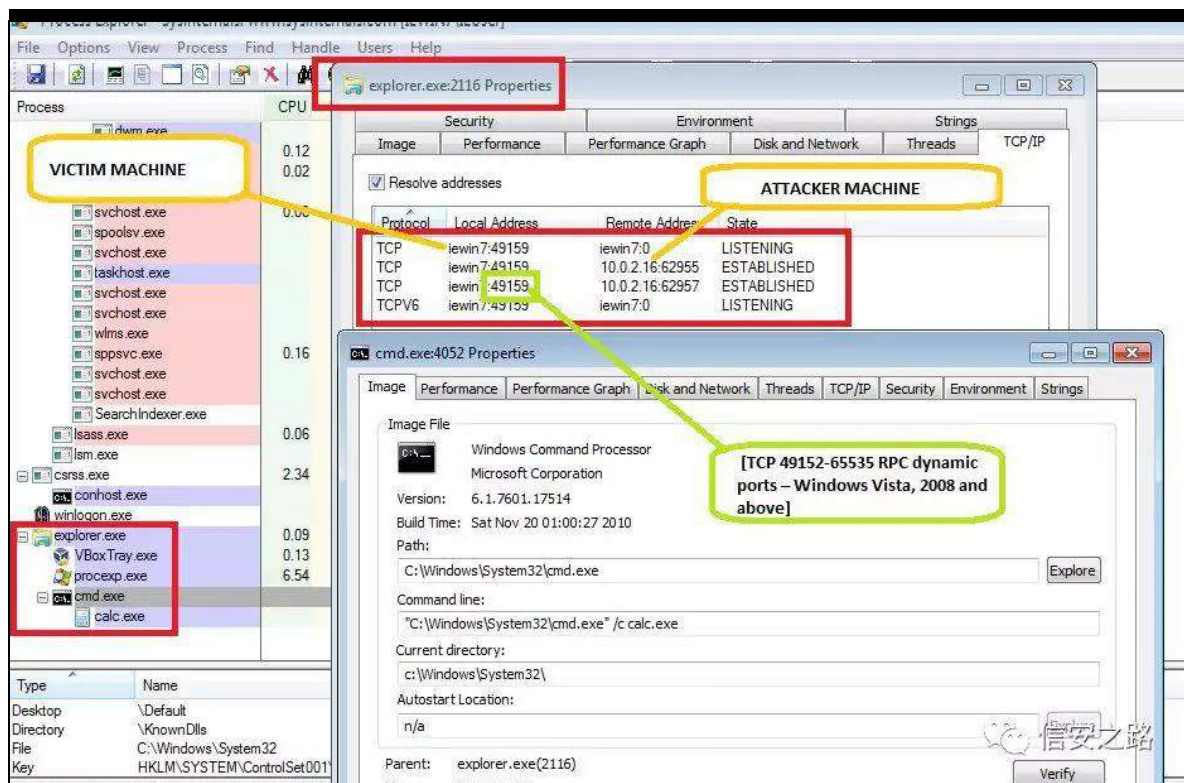 File Options View Process Find Handle Users Help
explorer.exe:2116 Properties
Process
CPU
dwm.exe
0.12
0.02
VICTIM MACHINE
svchost.exe
spoolsv.exe
svchost.exe
taskhost.exe
svchost.exe
svchost.exe
wlms.exe
sppsvc.exe
0.16
svchost.exe
svchost.exe
SearchIndexer.exe
lsass.exe
0.06
lsm.exe
csrss.exe
2.34
conhost.exe
winlogon.exe
explorer.exe
0.09
VBoxTray.exe
0.13
procexp.exe
6.54
cmd.exe
calc.exe
Type Name
Desktop \Default
Directory \KnownDlls
File C:\Windows\System32
Key HKLM\SYSTEM\ControlSet001
Security Environment Strings
Image Performance Performance Graph Disk and Network Threads TCP/IP
Resolve addresses
ATTACKER MACHINE
Protocol Local Address Remote Address State
TCP iewin7:49159 iewin7:0 LISTENING
TCP iewin7:49159 10.0.2.16:62955 ESTABLISHED
TCP iewin7:49159 10.0.2.16:62957 ESTABLISHED
TCPV6 iewin7:49159 iewin7:0 LISTENING
cmd.exe:4052 Properties
Image Performance Performance Graph Disk and Network Threads TCP/IP Security Environment Strings
Image File
Windows Command Processor
Microsoft Corporation
Version: 6.1.7601.17514
Build Time: Sat Nov 20 01:00:27 2010
[TCP 49152-65535 RPC dynamic
ports – Windows Vista, 2008 and
above]
Path:
C:\Windows\System32\cmd.exe
Explore
Command line:
"C:\Windows\System32\cmd.exe" /c calc.exe
Current directory:
c:\Windows\System32\
Autostart Location:
n/a
信安之路
Parent: explorer.exe(2116)
Verify